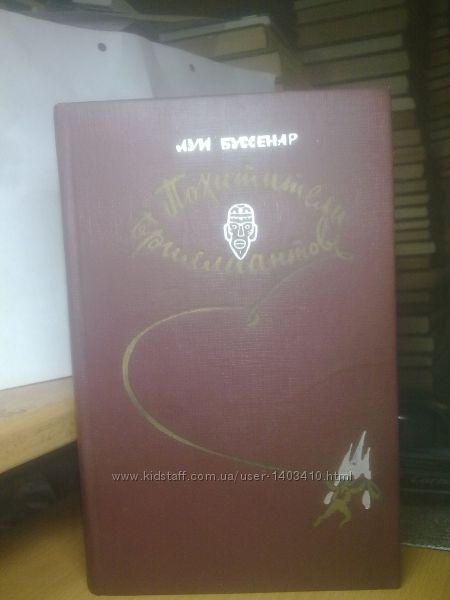 ЛУИ БУССЕНАР
Похитители
бриллиантов
www.kidstaff.com.ua/user-1403410.html